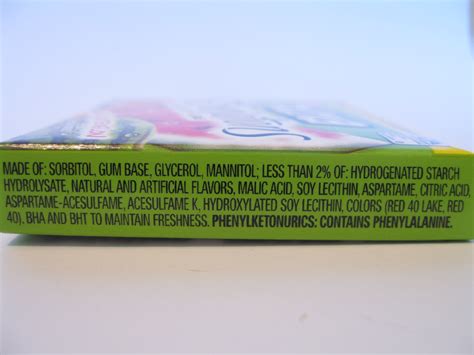 MADE OF: SORBITOL, GUM BASE, GLYCEROL, MANNITOL; LESS THAN 2% OF: HYDROGENATED STARCH
HYDROLYSATE, NATURAL AND ARTIFICIAL FLAVORS, MALIC ACID, SOY LECITHIN, ASPARTAME, CITRIC ACID,
ASPARTAME-ACESULFAME, ACESULFAME K, HYDROXYLATED SOY LECITHIN, COLORS (RED 40 LAKE, RED
40). BHA AND BHT TO MAINTAIN FRESHNESS. PHENYLKETONURICS: CONTAINS PHENYLALANINE.